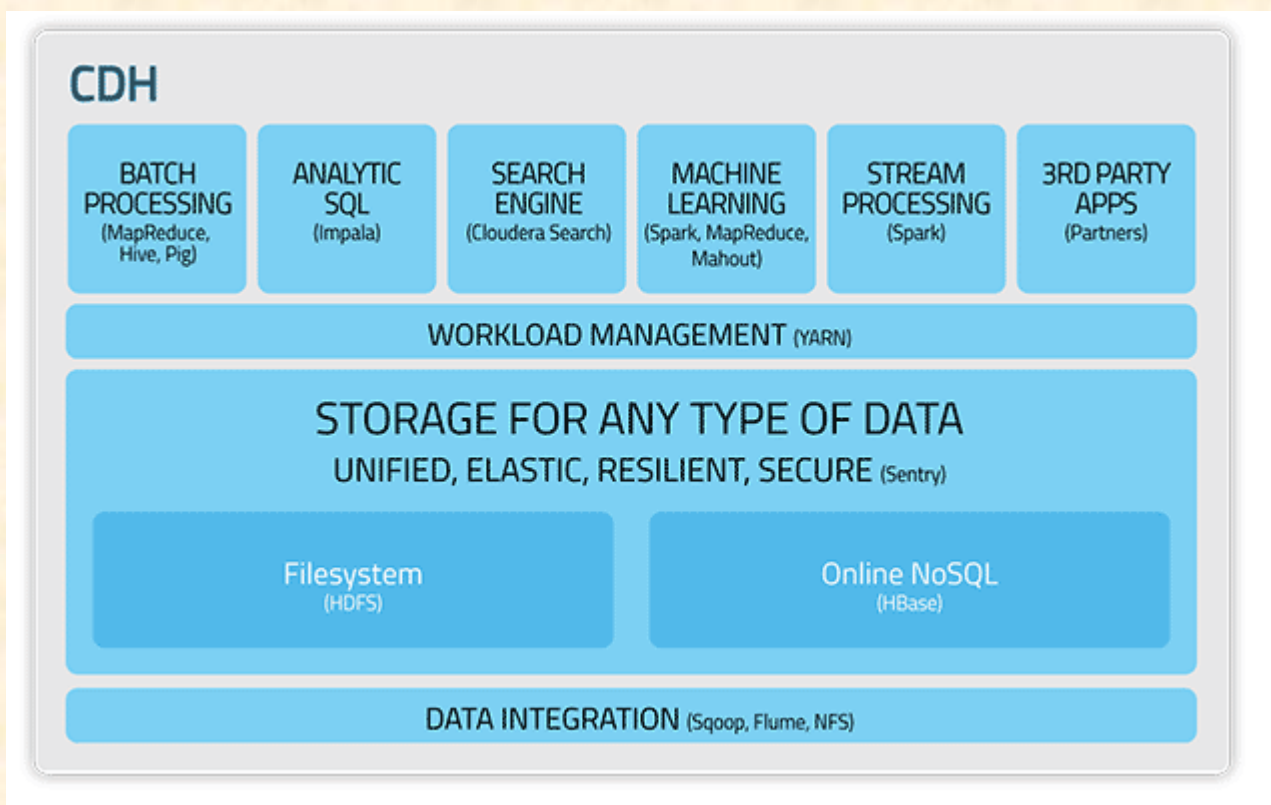 CDH
BATCH
PROCESSING
(MapReduce,
Hive, Pig)
ANALYTIC
SQL
(Impala)
SEARCH
ENGINE
(Cloudera Search)
MACHINE
LEARNING
(Spark, MapReduce,
Mahout)
STREAM
PROCESSING
(Spark)
3RD PARTY
APPS
(Partners)
WORKLOAD MANAGEMENT (YARN)
STORAGE FOR ANY TYPE OF DATA
UNIFIED, ELASTIC, RESILIENT, SECURE (Sentry)
Filesystem
(HDFS)
Online NoSQL
(HBase)
DATA INTEGRATION (Sqoop, Flume, NFS)